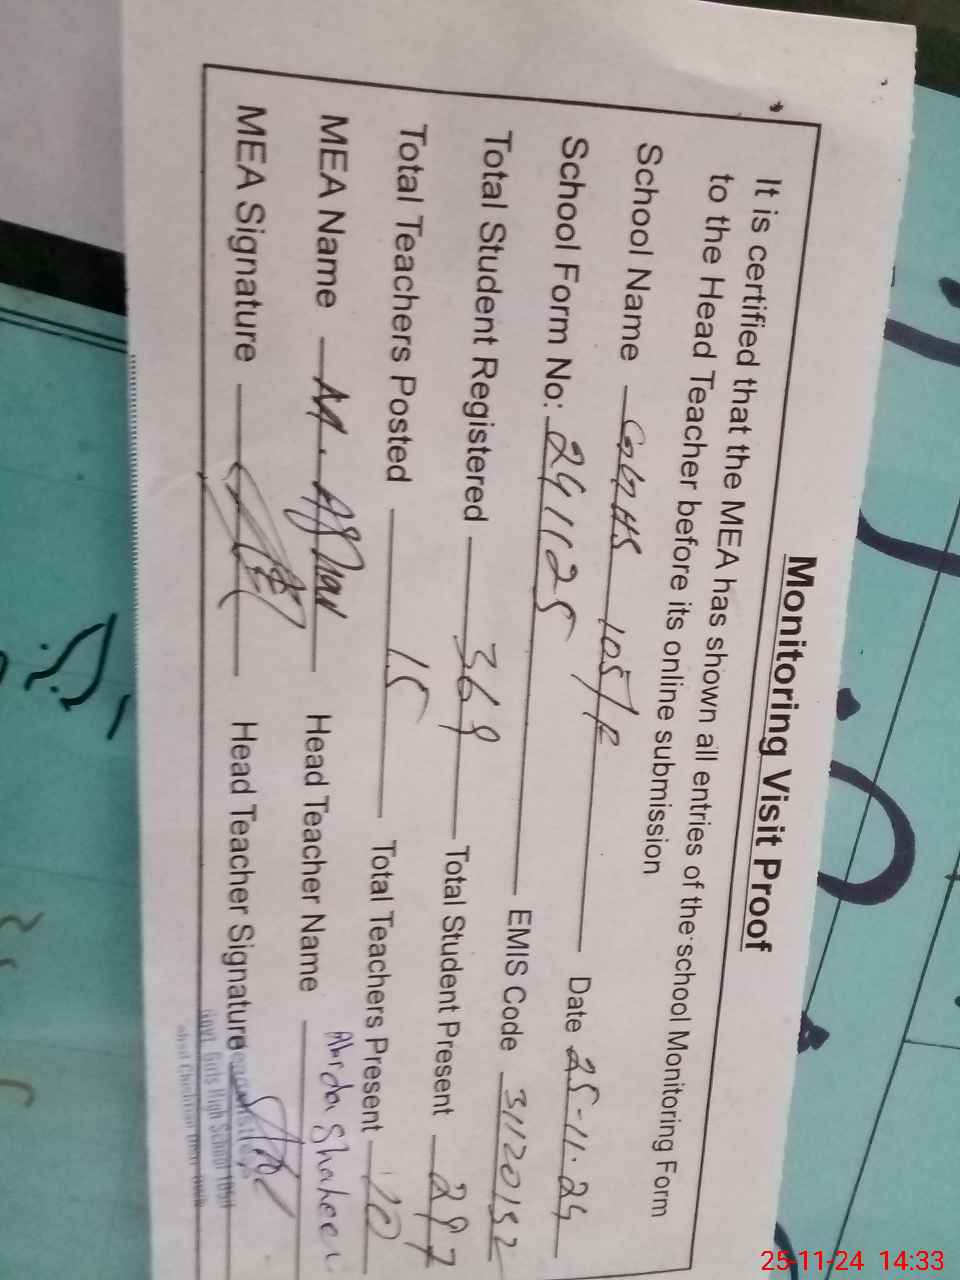 Monitoring Visit Proof
It is certified that the MEA has shown all entries of the school Monitoring Form
to the Head Teacher before its online submission
School Name GGHS 105/R Date 25-11-24
School Form No: 241125 EMIS Code 31120152
Total Student Registered 369 Total Student Present 297
Total Teachers Posted 15 Total Teachers Present 10
MEA Name M. Head Teacher Name Shaheen
MEA Signature Head Teacher Signature
Govt. Girls High School
25-11-24 14:33